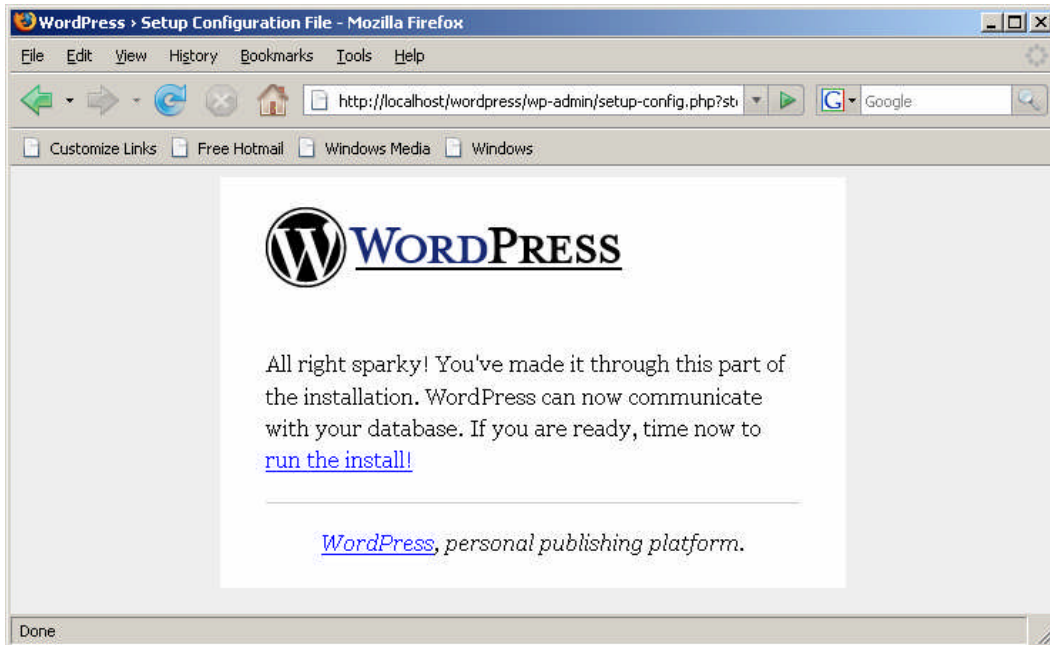 WordPress › Setup Configuration File - Mozilla Firefox
File Edit View History Bookmarks Tools Help
http://localhost/wordpress/wp-admin/setup-config.php?st G Google
Customize Links Free Hotmail Windows Media Windows
W WORDPRESS
All right sparky! You've made it through this part of
the installation. WordPress can now communicate
with your database. If you are ready, time now to
run the install!
WordPress, personal publishing platform.
Done